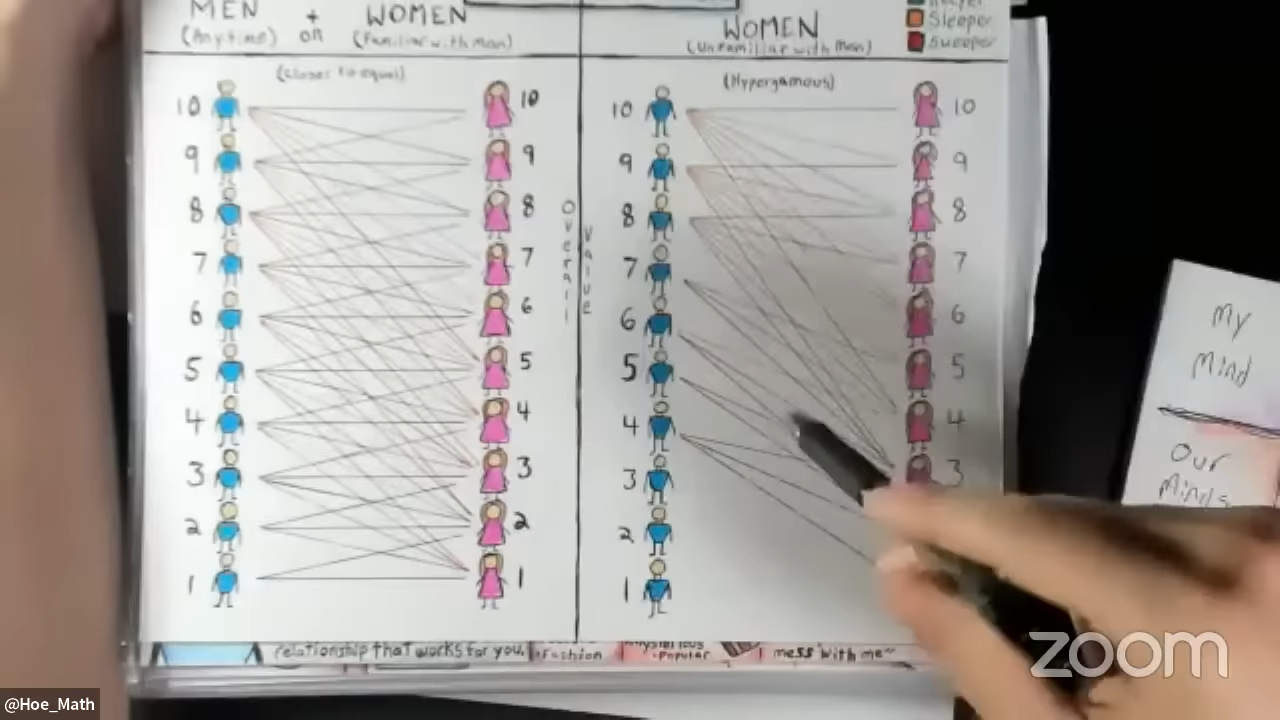 MEN + WOMEN
(Anytime) on (Familiar with Man)
(Closer to equal)
10 10
9 9
8 8
7 7
6 6
5 5
4 4
3 3
2 2
1 1
Overall
Value
WOMEN
(Unfamiliar with Man)
(Hypergamous)
10 10
9 9
8 8
7 7
6 6
5 5
4 4
3 3
2
1
Sleeper
Sweeper
relationship that works for you.
•Fashion
•Popular
mess with me~
My
Mind
Our
Minds
zoom
@Hoe_Math